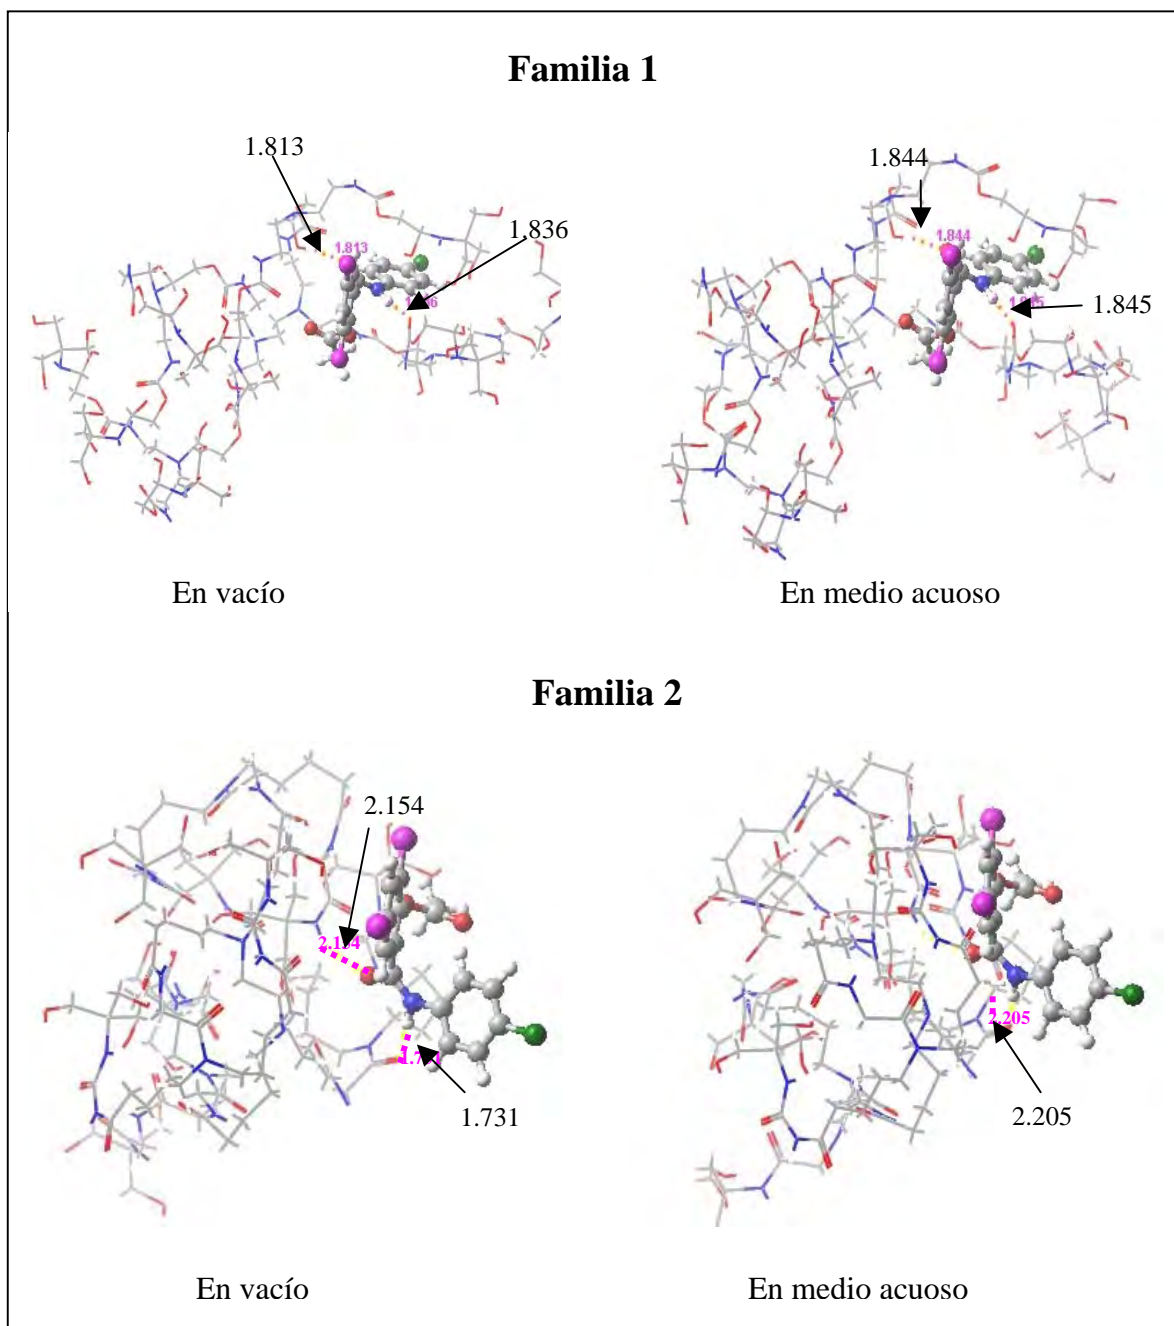 Familia 1
1.813
1.844
1.836
1.813
1.844
1.845
En vacío
En medio acuoso
Familia 2
2.154
2.205
1.731
2.205
En vacío
En medio acuoso